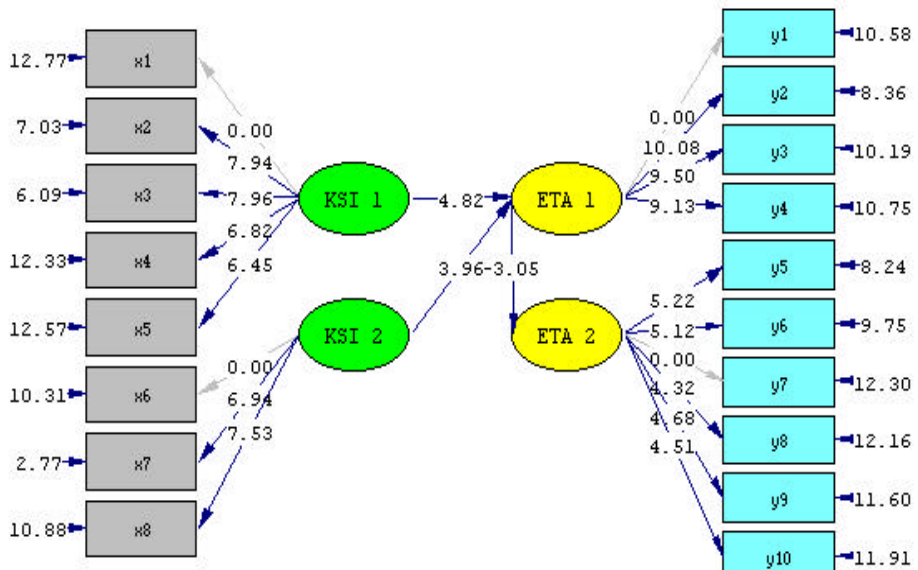 12.77 x1 y1 10.58
7.03 x2 0.00 0.00 y2 8.36
7.94 10.08 y3 10.19
6.09 x3 7.96 KSI 1 4.82 ETA 1 9.50 y4 10.75
6.82 9.13
12.33 x4 6.45 3.96 -3.05 y5 8.24
12.57 x5 KSI 2 ETA 2 5.22 y6 9.75
5.12
10.31 x6 0.00 0.00 y7 12.30
6.94 4.32
2.77 x7 7.53 4.68 y8 12.16
4.51 y9 11.60
10.88 x8 y10 11.91